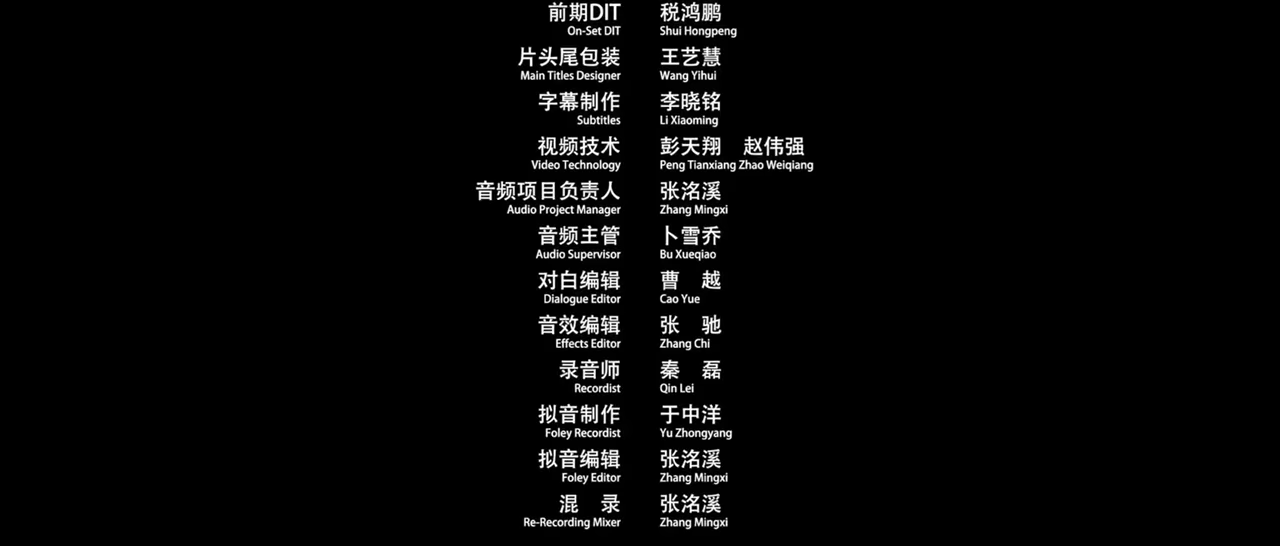 前期DIT 税鸿鹏
On-Set DIT Shui Hongpeng
片头尾包装 王艺慧
Main Titles Designer Wang Yihui
字幕制作 李晓铭
Subtitles Li Xiaoming
视频技术 彭天翔 赵伟强
Video Technology Peng Tianxiang Zhao Weiqiang
音频项目负责人 张洺溪
Audio Project Manager Zhang Mingxi
音频主管 卜雪乔
Audio Supervisor Bu Xueqiao
对白编辑 曹 越
Dialogue Editor Cao Yue
音效编辑 张 驰
Effects Editor Zhang Chi
录音师 秦 磊
Recordist Qin Lei
拟音制作 于中洋
Foley Recordist Yu Zhongyang
拟音编辑 张洺溪
Foley Editor Zhang Mingxi
混 录 张洺溪
Re-Recording Mixer Zhang Mingxi